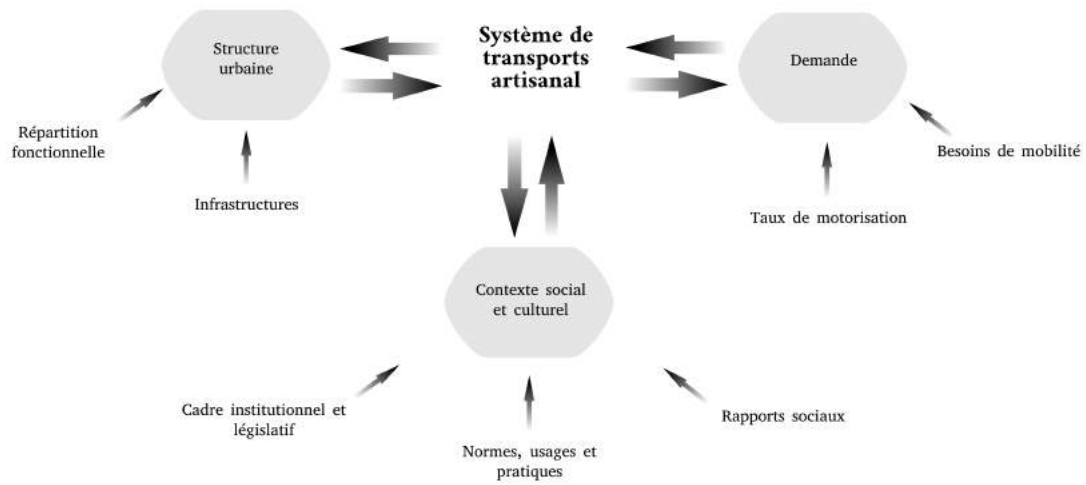 Structure
urbaine
Système de
transports
artisanal
Demande
Répartition
fonctionnelle
Infrastructures
Besoins de mobilité
Taux de motorisation
Contexte social
et culturel
Cadre institutionnel et
législatif
Normes, usages et
pratiques
Rapports sociaux